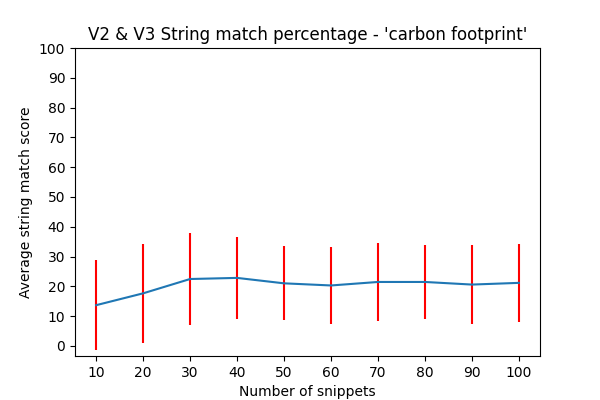 V2 & V3 String match percentage - 'carbon footprint'
100
90
80
70
60
50
40
30
20
10
0
Average string match score
10 20 30 40 50 60 70 80 90 100
Number of snippets